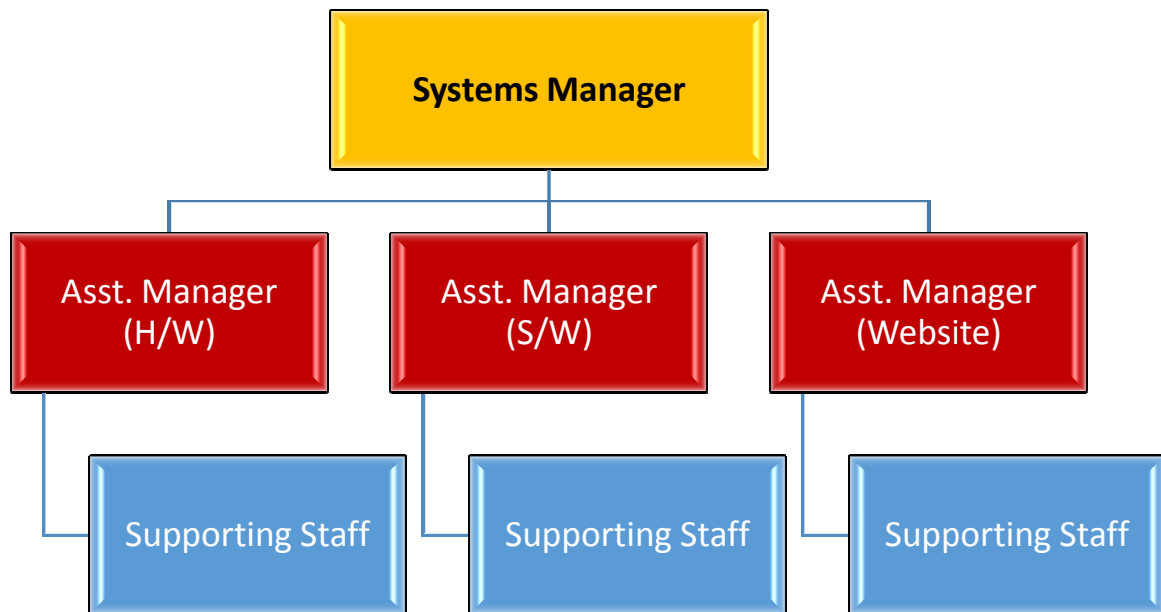 Systems Manager
Asst. Manager
(H/W)
Asst. Manager
(S/W)
Asst. Manager
(Website)
Supporting Staff
Supporting Staff
Supporting Staff